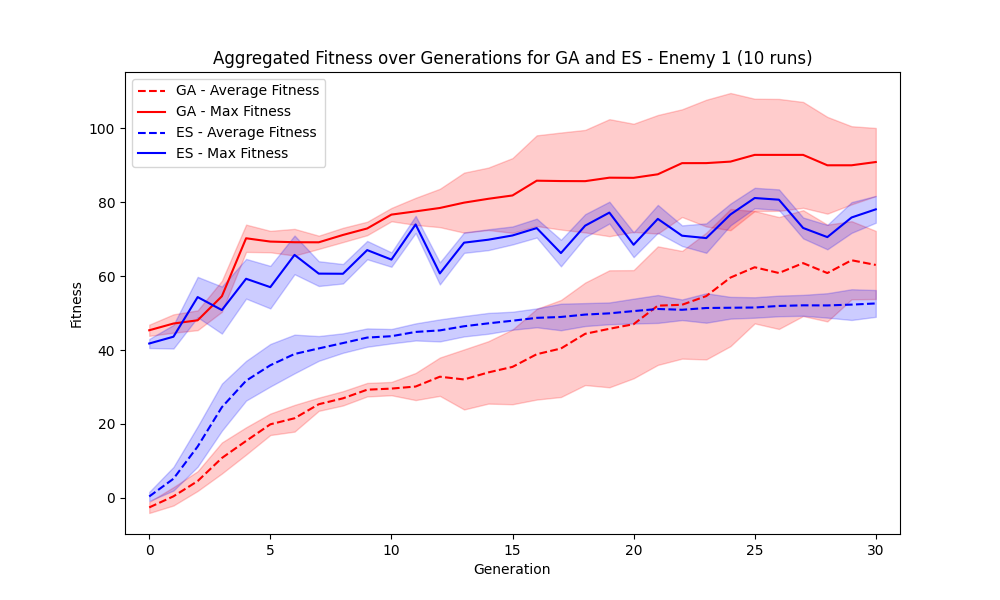 Aggregated Fitness over Generations for GA and ES - Enemy 1 (10 runs)
GA - Average Fitness
GA - Max Fitness
ES - Average Fitness
ES - Max Fitness
100
80
60
40
20
0
Fitness
0 5 10 15 20 25 30
Generation